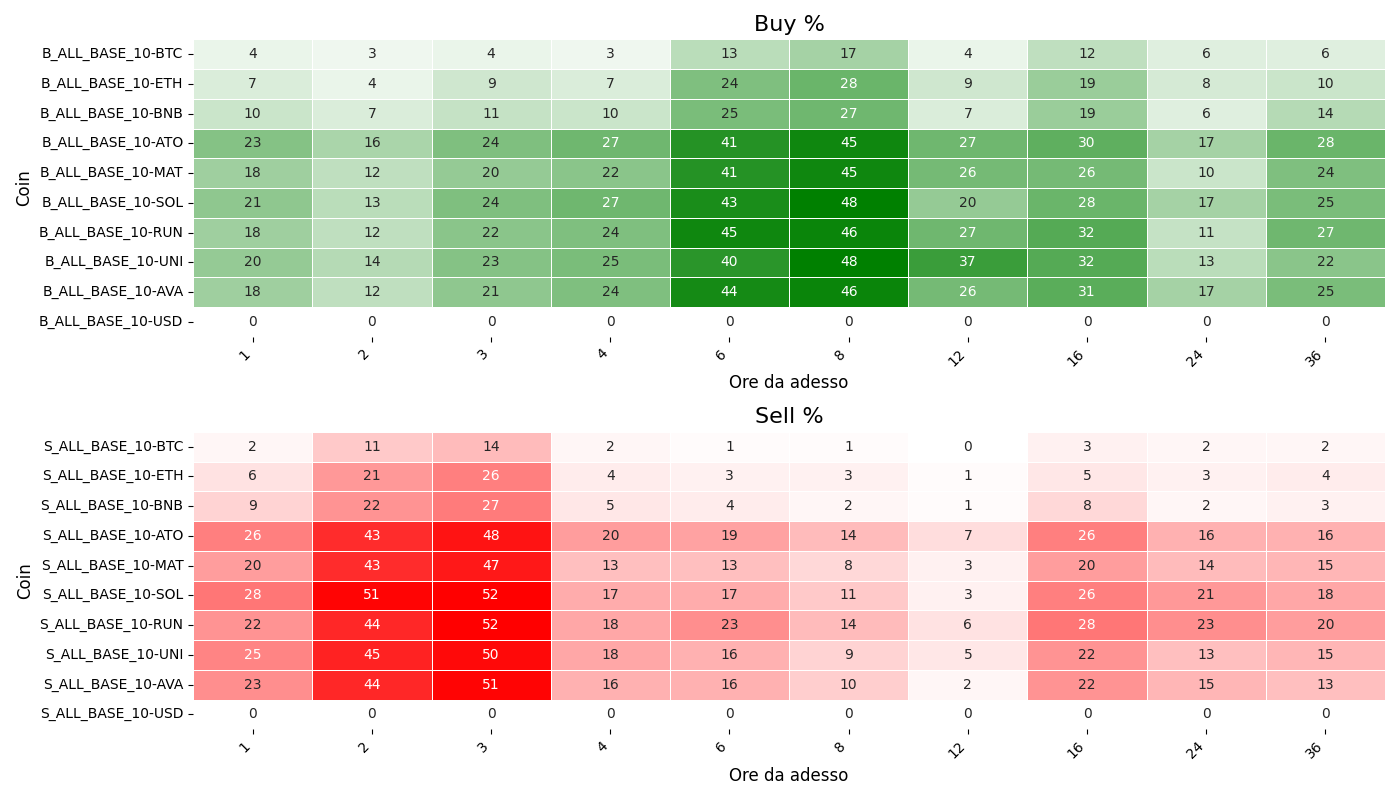 Buy %
Coin
B_ALL_BASE_10-BTC 4 3 4 3 13 17 4 12 6 6
B_ALL_BASE_10-ETH 7 4 9 7 24 28 9 19 8 10
B_ALL_BASE_10-BNB 10 7 11 10 25 27 7 19 6 14
B_ALL_BASE_10-ATO 23 16 24 27 41 45 27 30 17 28
B_ALL_BASE_10-MAT 18 12 20 22 41 45 26 26 10 24
B_ALL_BASE_10-SOL 21 13 24 27 43 48 20 28 17 25
B_ALL_BASE_10-RUN 18 12 22 24 45 46 27 32 11 27
B_ALL_BASE_10-UNI 20 14 23 25 40 48 37 32 13 22
B_ALL_BASE_10-AVA 18 12 21 24 44 46 26 31 17 25
B_ALL_BASE_10-USD 0 0 0 0 0 0 0 0 0 0
1 2 3 4 6 8 12 16 24 36
Ore da adesso
Sell %
Coin
S_ALL_BASE_10-BTC 2 11 14 2 1 1 0 3 2 2
S_ALL_BASE_10-ETH 6 21 26 4 3 3 1 5 3 4
S_ALL_BASE_10-BNB 9 22 27 5 4 2 1 8 2 3
S_ALL_BASE_10-ATO 26 43 48 20 19 14 7 26 16 16
S_ALL_BASE_10-MAT 20 43 47 13 13 8 3 20 14 15
S_ALL_BASE_10-SOL 28 51 52 17 17 11 3 26 21 18
S_ALL_BASE_10-RUN 22 44 52 18 23 14 6 28 23 20
S_ALL_BASE_10-UNI 25 45 50 18 16 9 5 22 13 15
S_ALL_BASE_10-AVA 23 44 51 16 16 10 2 22 15 13
S_ALL_BASE_10-USD 0 0 0 0 0 0 0 0 0 0
1 2 3 4 6 8 12 16 24 36
Ore da adesso